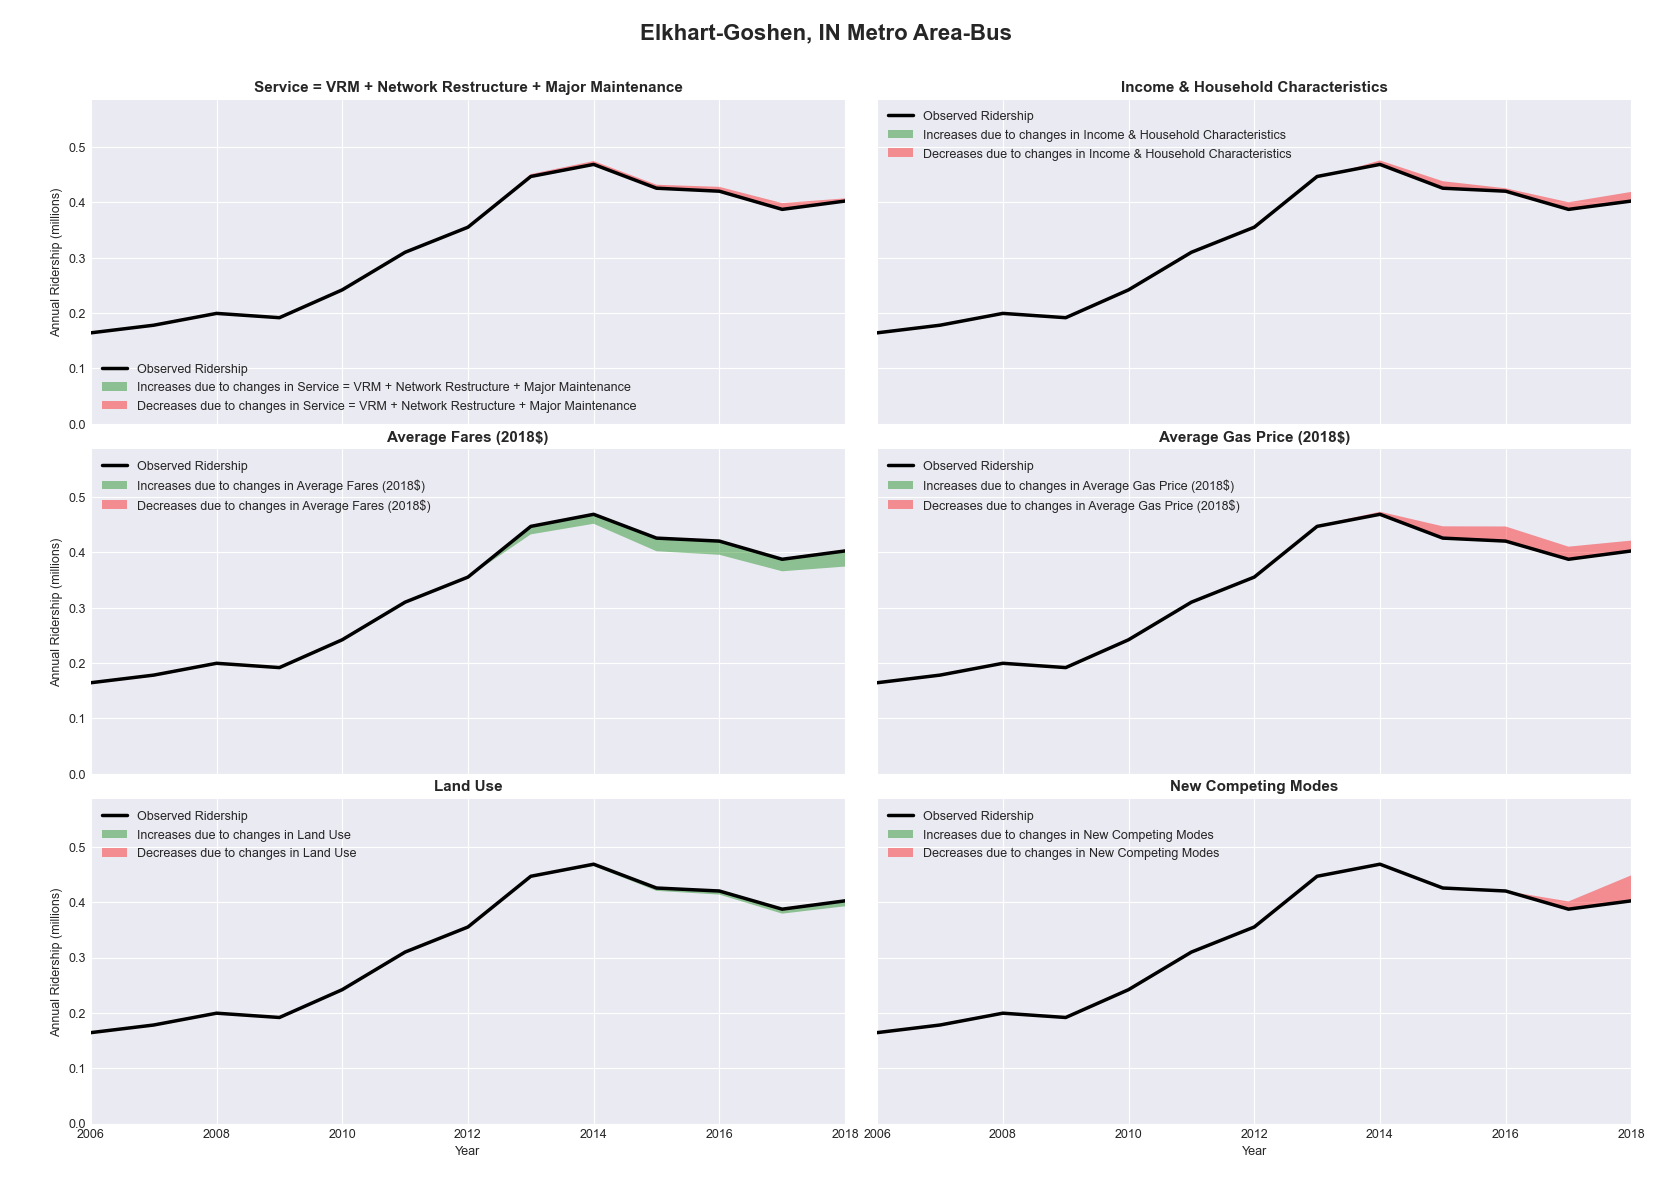 Elkhart-Goshen, IN Metro Area-Bus
Service = VRM + Network Restructure + Major Maintenance
Annual Ridership (millions)
0.5
0.4
0.3
0.2
0.1
0.0
Observed Ridership
Increases due to changes in Service = VRM + Network Restructure + Major Maintenance
Decreases due to changes in Service = VRM + Network Restructure + Major Maintenance
Income & Household Characteristics
Observed Ridership
Increases due to changes in Income & Household Characteristics
Decreases due to changes in Income & Household Characteristics
Average Fares (2018$)
Annual Ridership (millions)
0.5
0.4
0.3
0.2
0.1
0.0
Observed Ridership
Increases due to changes in Average Fares (2018$)
Decreases due to changes in Average Fares (2018$)
Average Gas Price (2018$)
Observed Ridership
Increases due to changes in Average Gas Price (2018$)
Decreases due to changes in Average Gas Price (2018$)
Land Use
Annual Ridership (millions)
0.5
0.4
0.3
0.2
0.1
0.0
Observed Ridership
Increases due to changes in Land Use
Decreases due to changes in Land Use
2006 2008 2010 2012 2014 2016 2018
Year
New Competing Modes
Observed Ridership
Increases due to changes in New Competing Modes
Decreases due to changes in New Competing Modes
2006 2008 2010 2012 2014 2016 2018
Year